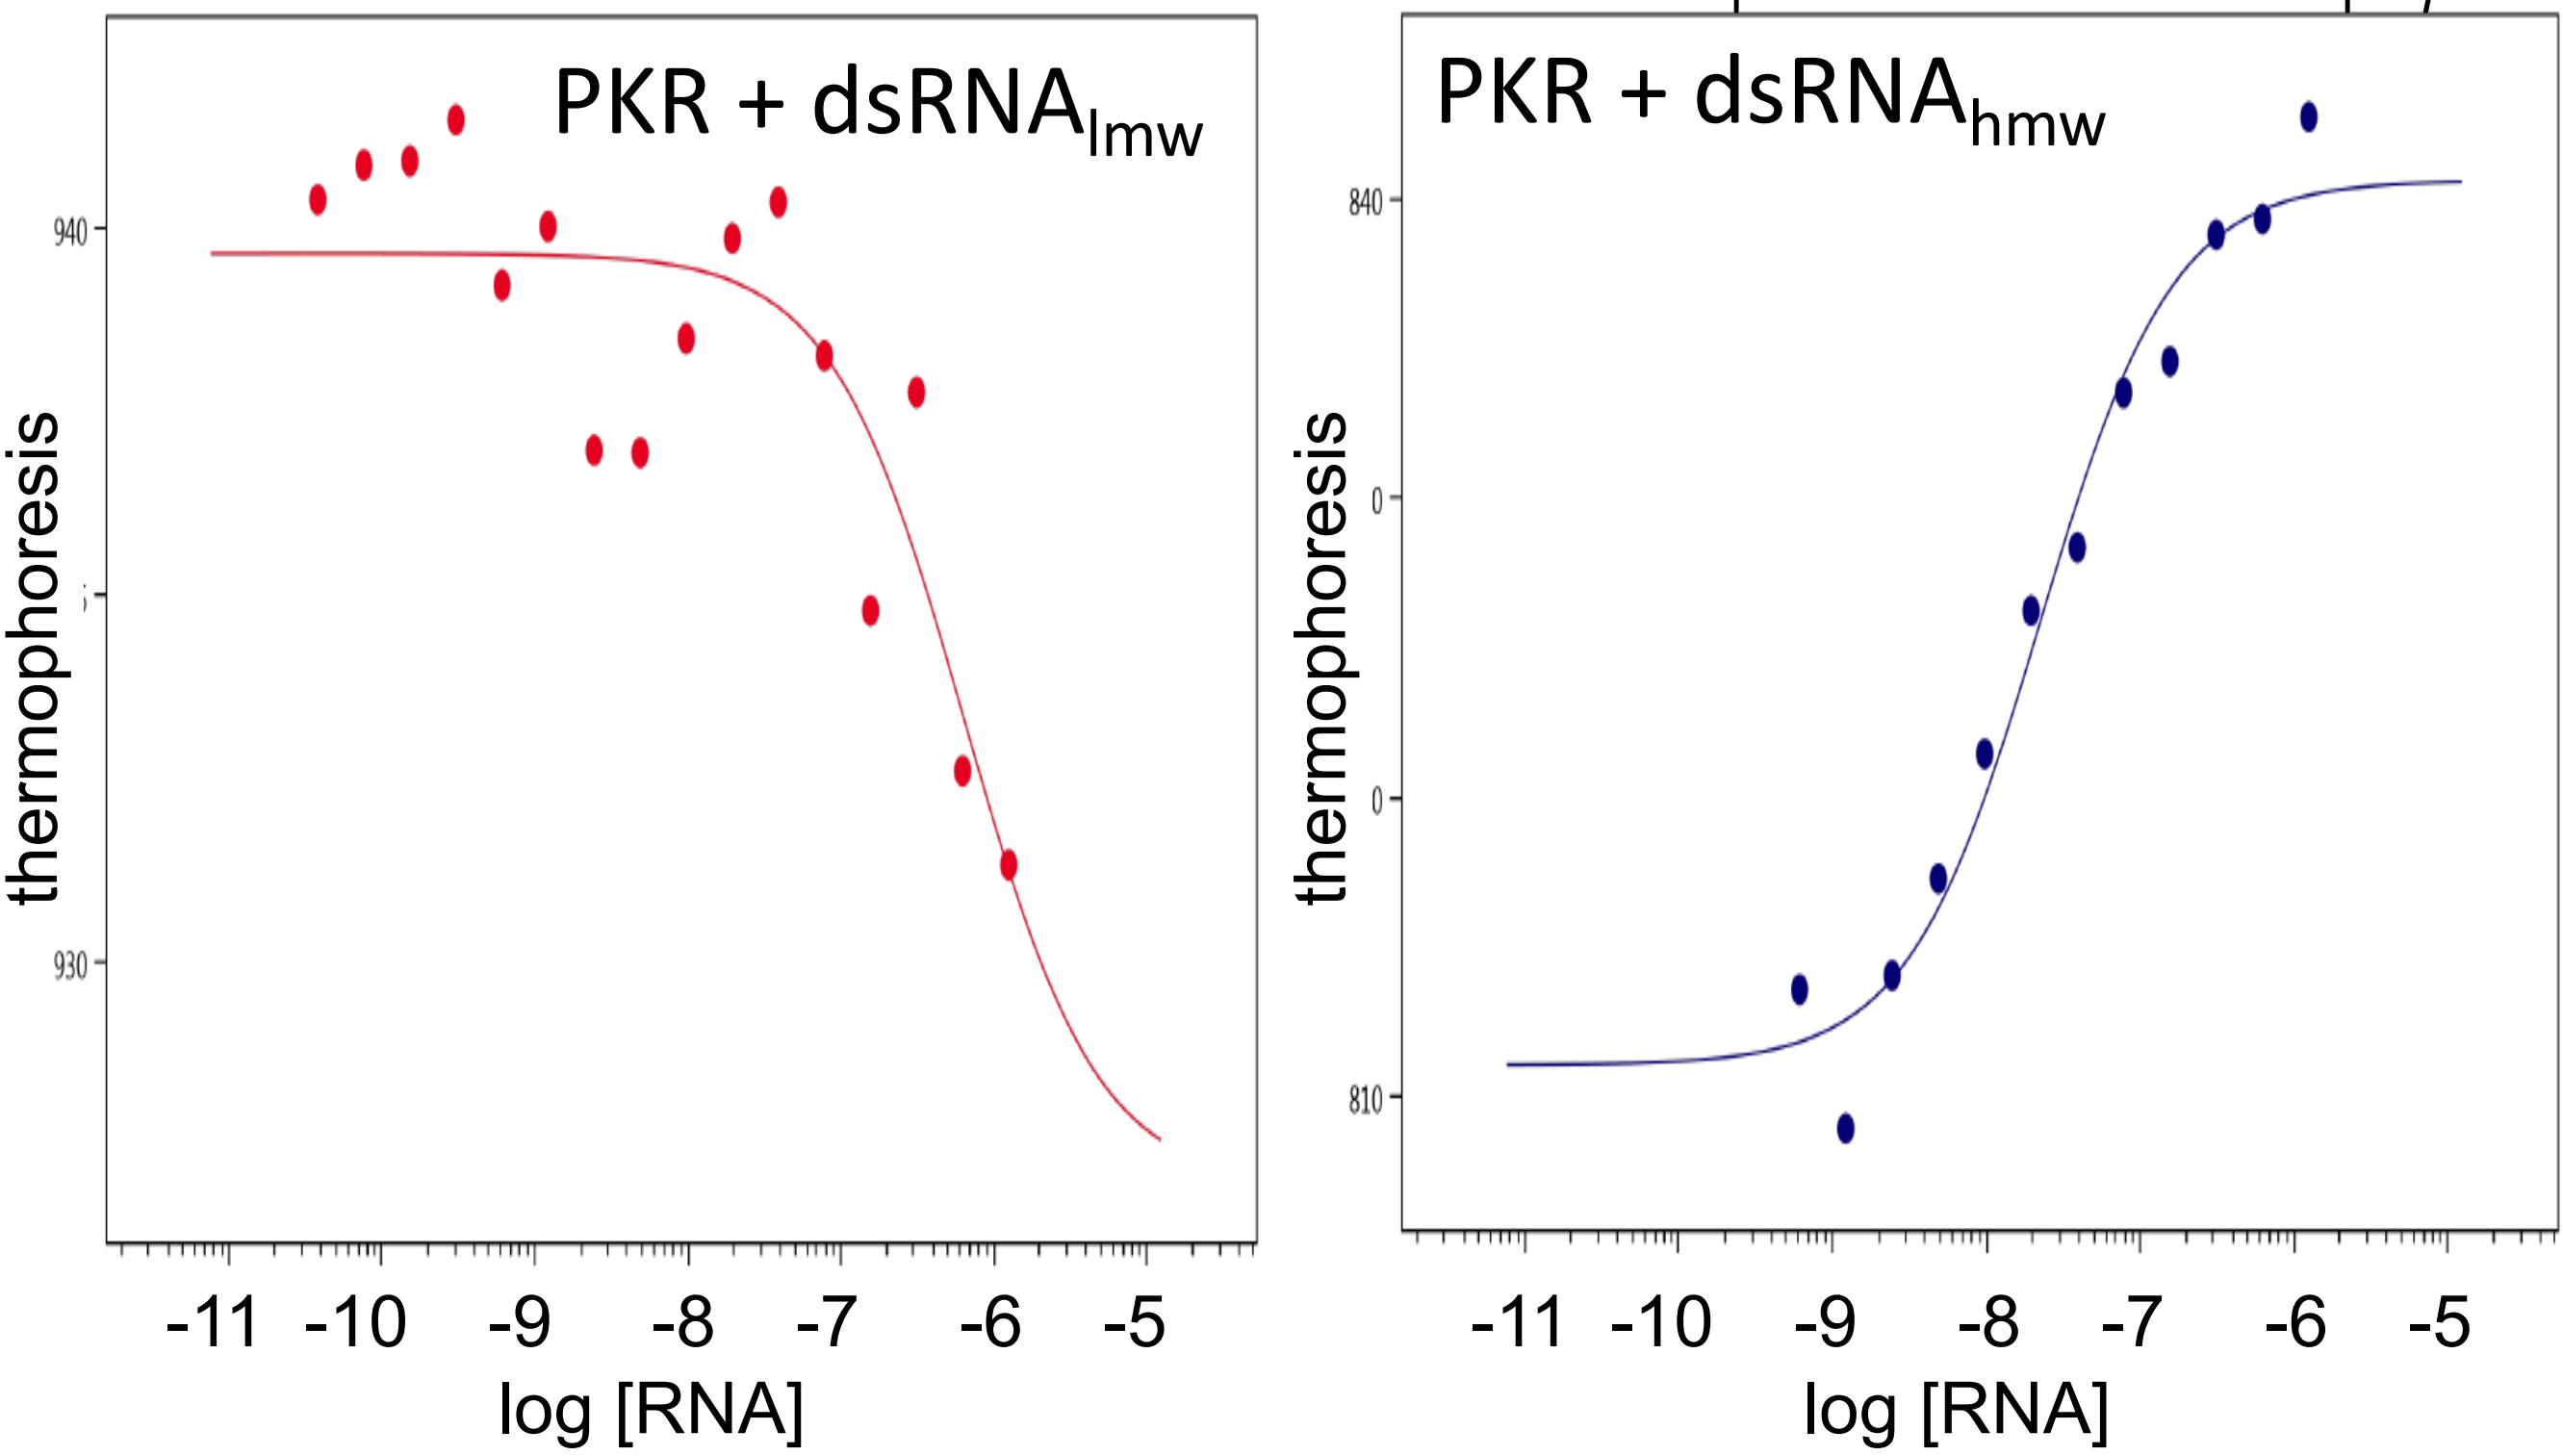 PKR + dsRNAlmw
940
930
thermophoresis
-11 -10 -9 -8 -7 -6 -5
log [RNA]
PKR + dsRNAhmw
840
0
0
810
thermophoresis
-11 -10 -9 -8 -7 -6 -5
log [RNA]